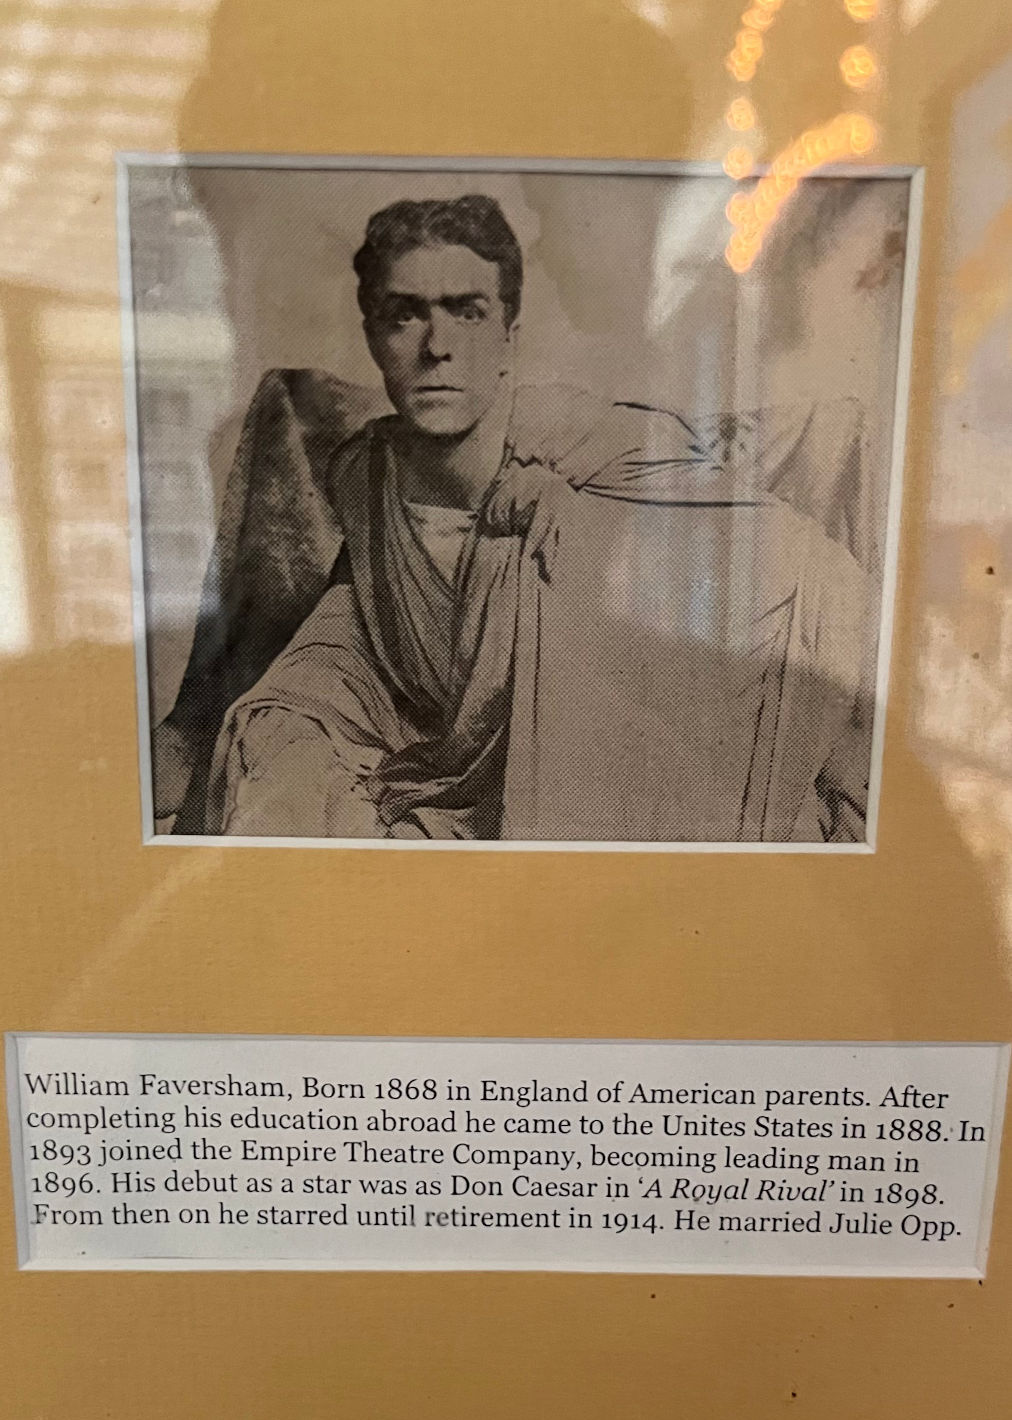 William Faversham, Born 1868 in England of American parents. After
completing his education abroad he came to the Unites States in 1888. In
1893 joined the Empire Theatre Company, becoming leading man in
1896. His debut as a star was as Don Caesar in ‘A Royal Rival’ in 1898.
From then on he starred until retirement in 1914. He married Julie Opp.